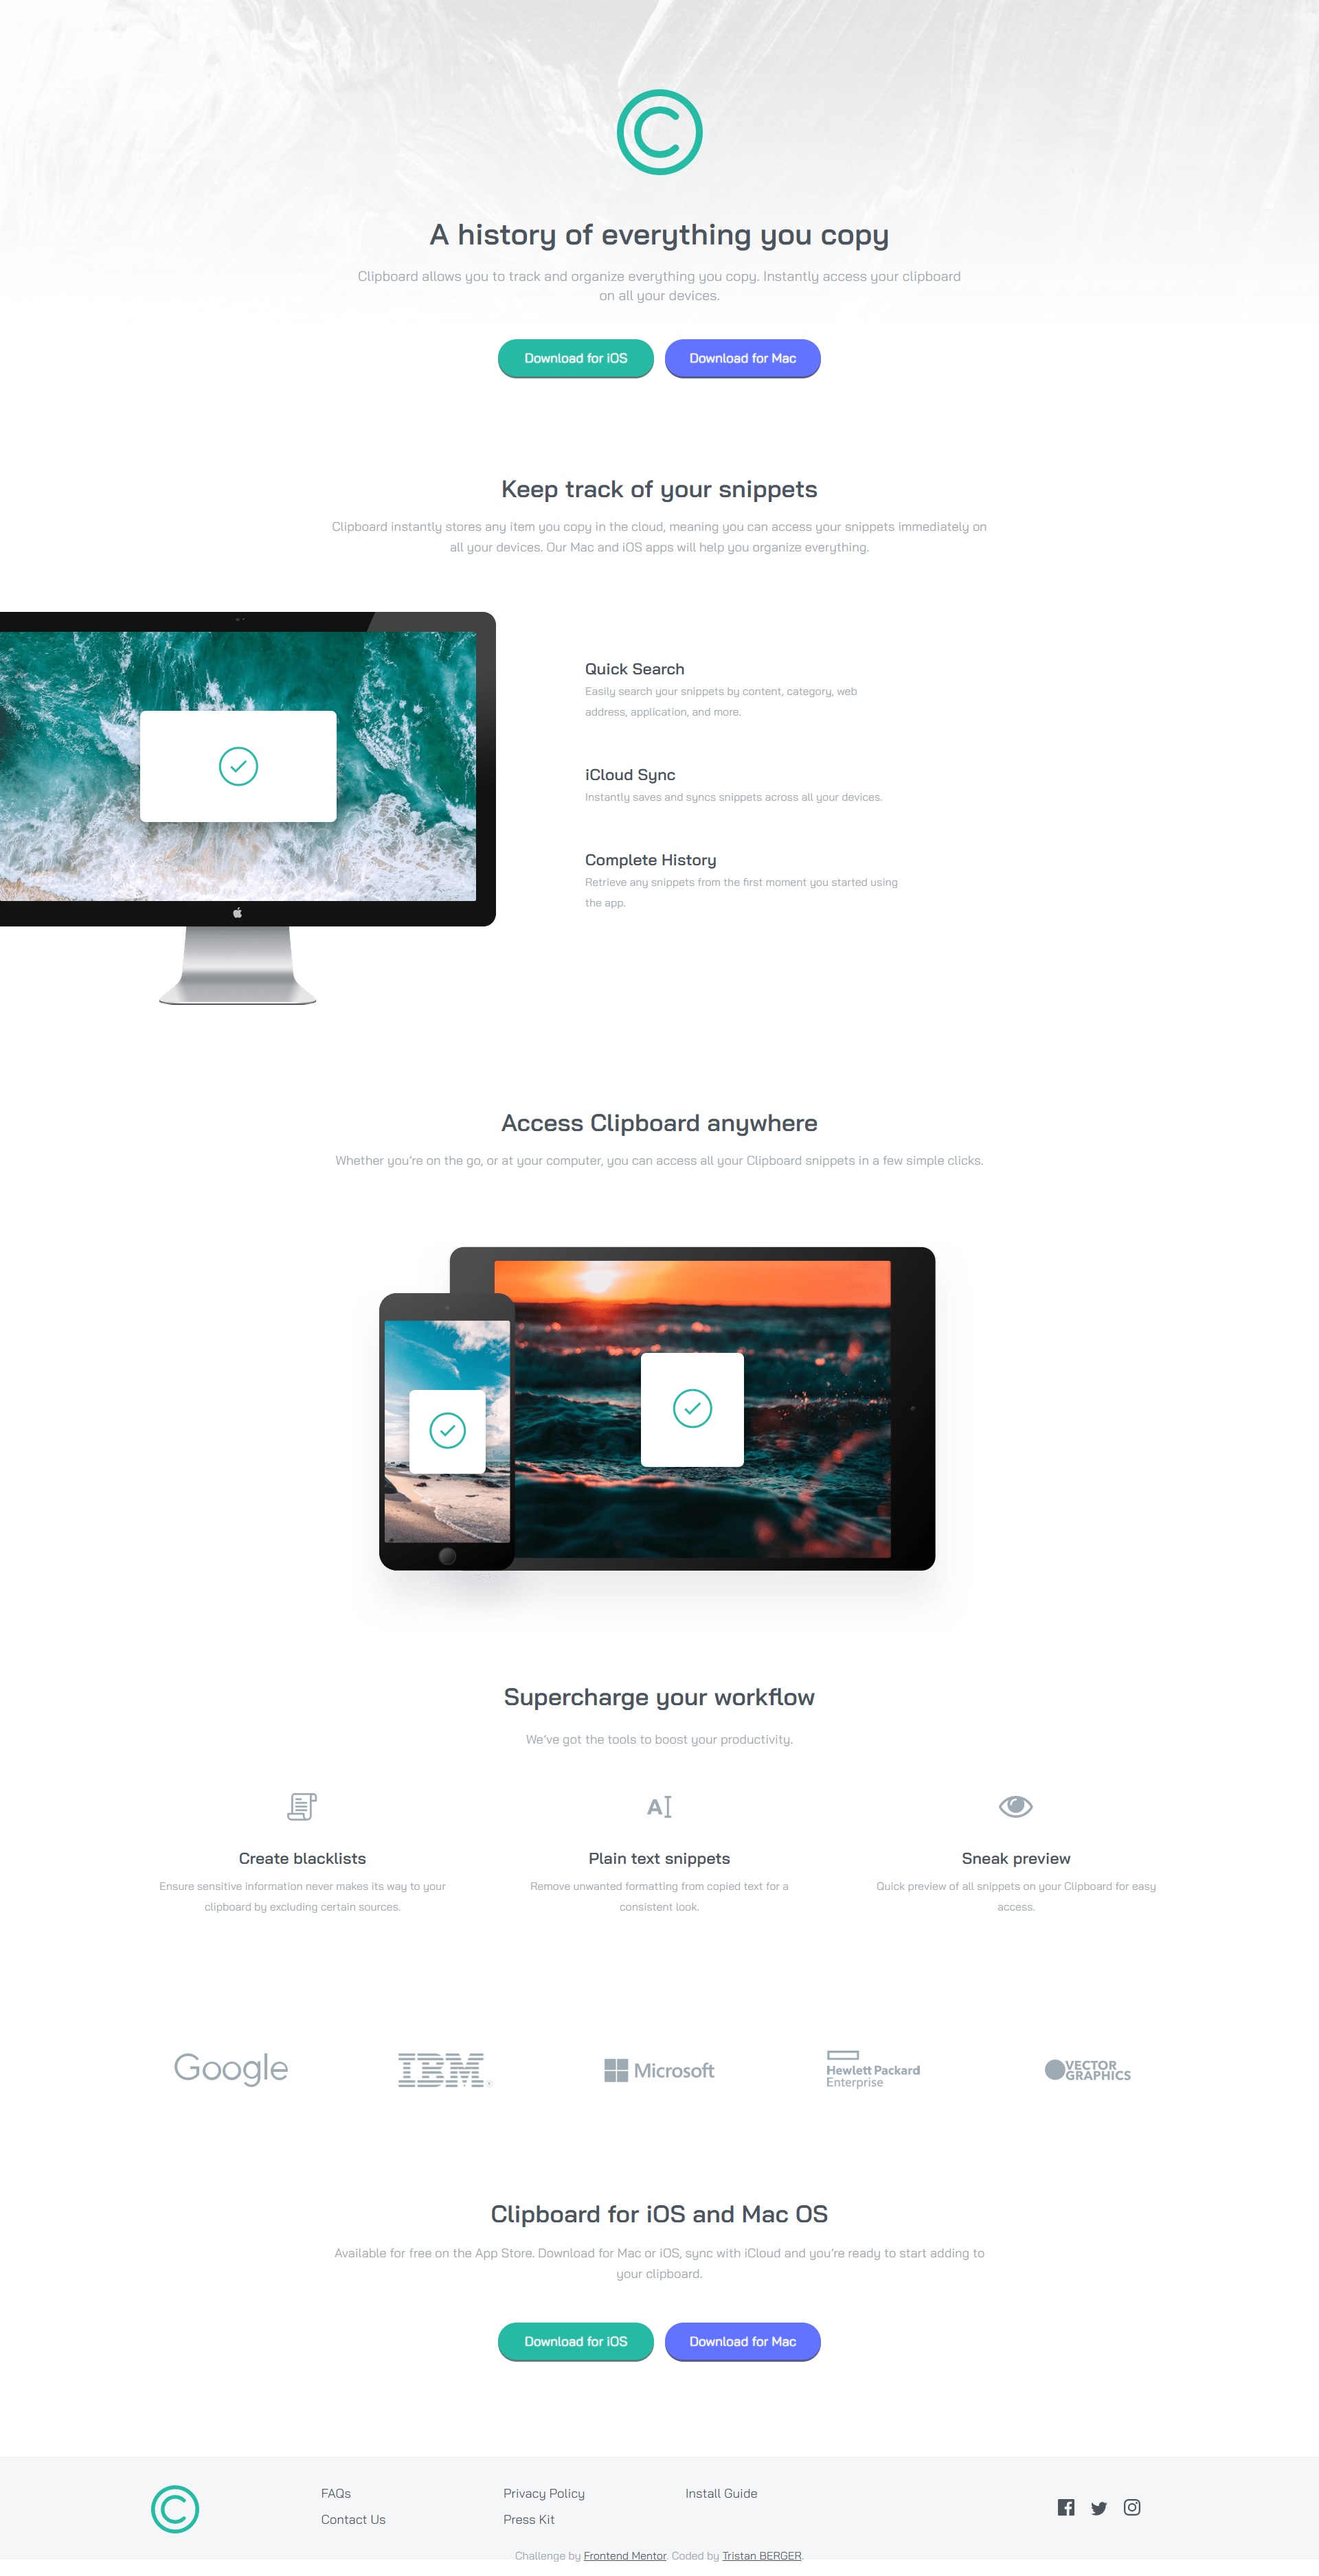 A history of everything you copy
Clipboard allows you to track and organize everything you copy. Instantly access your clipboard
on all your devices.
Download for iOS
Download for Mac
Keep track of your snippets
Clipboard instantly stores any item you copy in the cloud, meaning you can access your snippets immediately on
all your devices. Our Mac and iOS apps will help you organize everything.
Quick Search
Easily search your snippets by content, category, web
address, application, and more.
iCloud Sync
Instantly saves and syncs snippets across all your devices.
Complete History
Retrieve any snippets from the first moment you started using
the app.
Access Clipboard anywhere
Whether you’re on the go, or at your computer, you can access all your Clipboard snippets in a few simple clicks.
Supercharge your workflow
We’ve got the tools to boost your productivity.
Create blacklists
Ensure sensitive information never makes its way to your
clipboard by excluding certain sources.
Plain text snippets
Remove unwanted formatting from copied text for a
consistent look.
Sneak preview
Quick preview of all snippets on your Clipboard for easy
access.
Google
IBM
Microsoft
Hewlett Packard
Enterprise
VECTOR
GRAPHICS
Clipboard for iOS and Mac OS
Available for free on the App Store. Download for Mac or iOS, sync with iCloud and you’re ready to start adding to
your clipboard.
Download for iOS
Download for Mac
FAQs
Contact Us
Privacy Policy
Press Kit
Install Guide
Challenge by Frontend Mentor. Coded by Tristan BERGER.